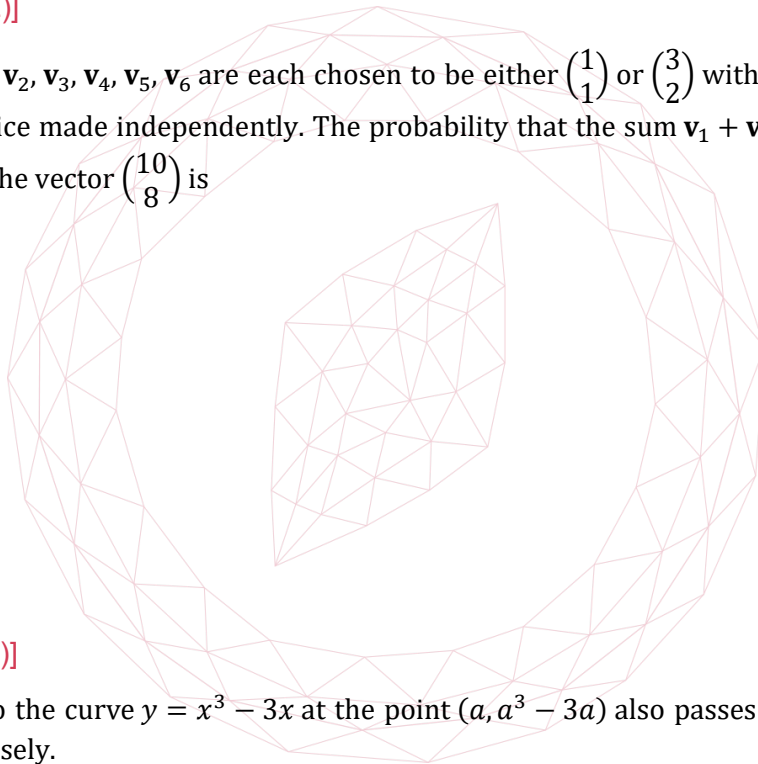 )]
v₂, v₃, v₄, v₅, v₆ are each chosen to be either (1 1) or (3 2) with
ice made independently. The probability that the sum v₁ + v
he vector (10 8) is
)]
o the curve y = x³ − 3x at the point (a, a³ − 3a) also passes
sely.